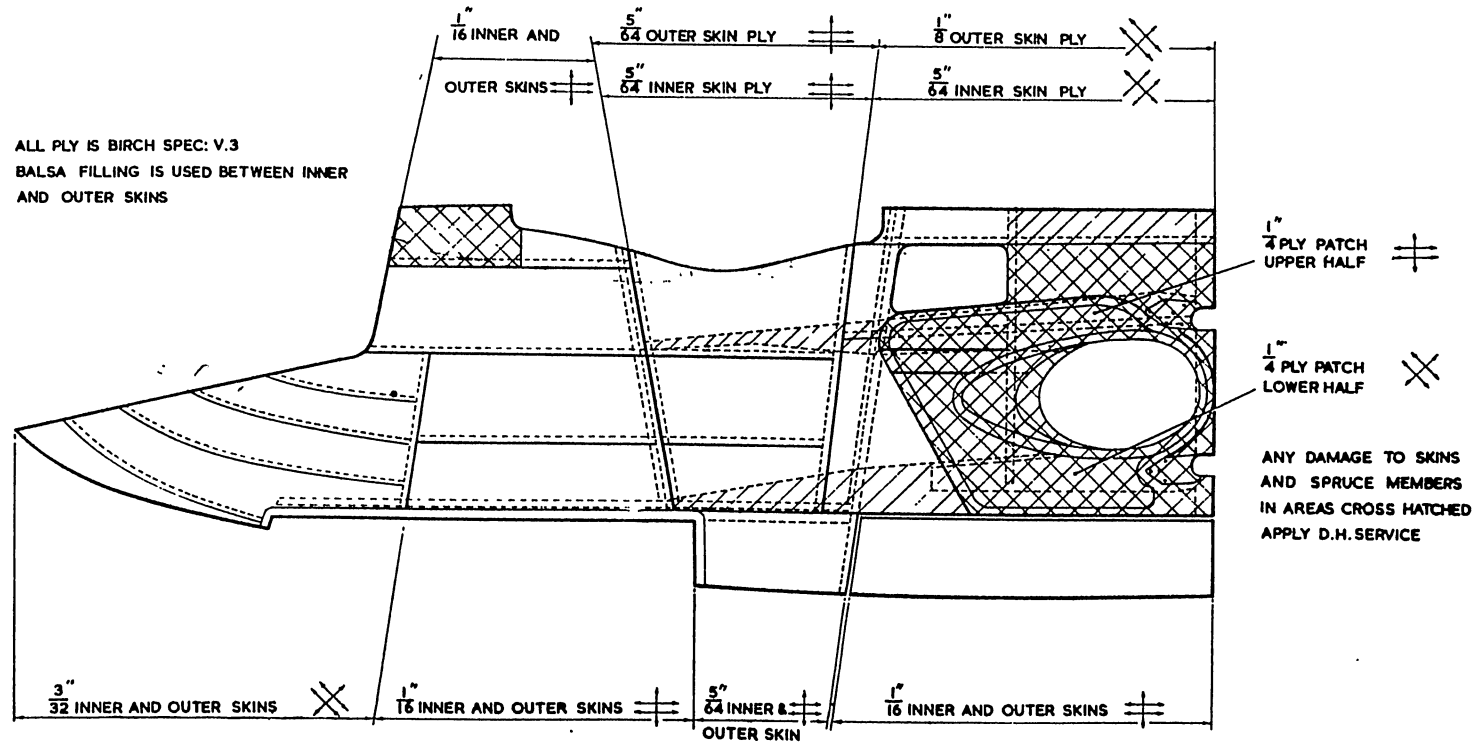 1/16" INNER AND
OUTER SKINS
5/64" OUTER SKIN PLY
5/64" INNER SKIN PLY
1/8" OUTER SKIN PLY
5/64" INNER SKIN PLY
ALL PLY IS BIRCH SPEC: V.3
BALSA FILLING IS USED BETWEEN INNER
AND OUTER SKINS
1/4" PLY PATCH
UPPER HALF
1/4" PLY PATCH
LOWER HALF
ANY DAMAGE TO SKINS
AND SPRUCE MEMBERS
IN AREAS CROSS HATCHED
APPLY D.H. SERVICE
3/32" INNER AND OUTER SKINS
1/16" INNER AND OUTER SKINS
5/64" INNER &
OUTER SKIN
1/16" INNER AND OUTER SKINS